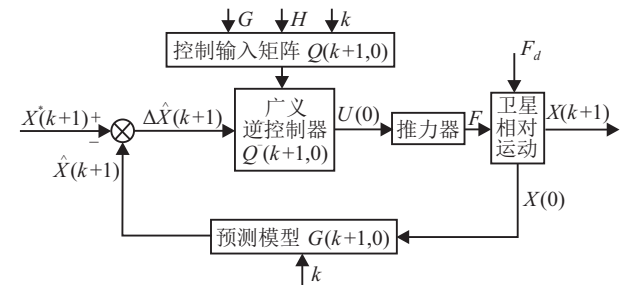 G H k
控制输入矩阵 Q(k+1,0)
F_d
X*(k+1) + −
ΔX̂(k+1)
广义
逆控制器
Q⁻(k+1,0)
U(0)
推力器
F
卫星
相对
运动
X(k+1)
X̂(k+1)
X(0)
预测模型 G(k+1,0)
k